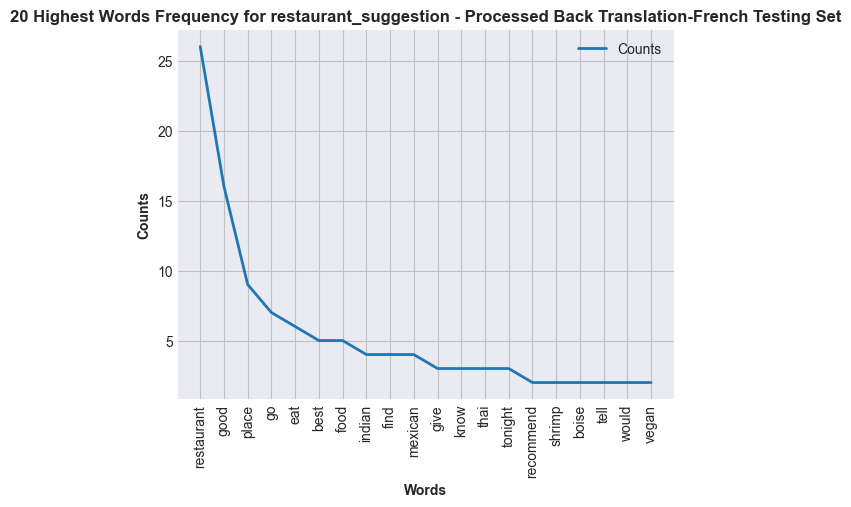 20 Highest Words Frequency for restaurant_suggestion - Processed Back Translation-French Testing Set
Counts
25
20
15
10
5
Counts
restaurant
good
place
go
eat
best
food
indian
find
mexican
give
know
thai
tonight
recommend
shrimp
boise
tell
would
vegan
Words